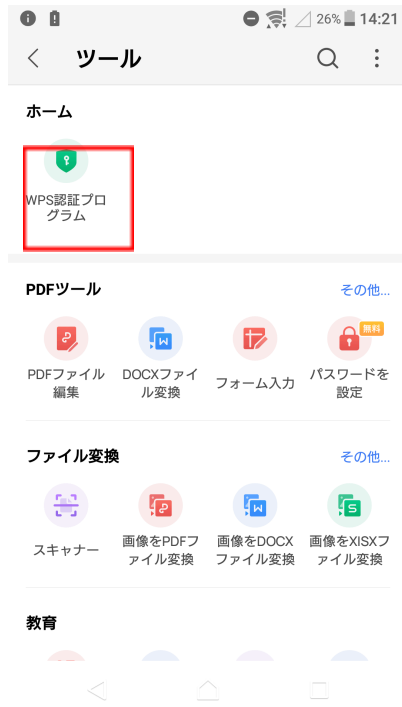 26% 14:21
ツール
ホーム
WPS認証プロ
グラム
PDFツール その他...
無料
PDFファイル
編集
DOCXファイ
ル変換
フォーム入力
パスワードを
設定
ファイル変換 その他...
スキャナー
画像をPDFフ
ァイル変換
画像をDOCX
ファイル変換
画像をXISXフ
ァイル変換
教育